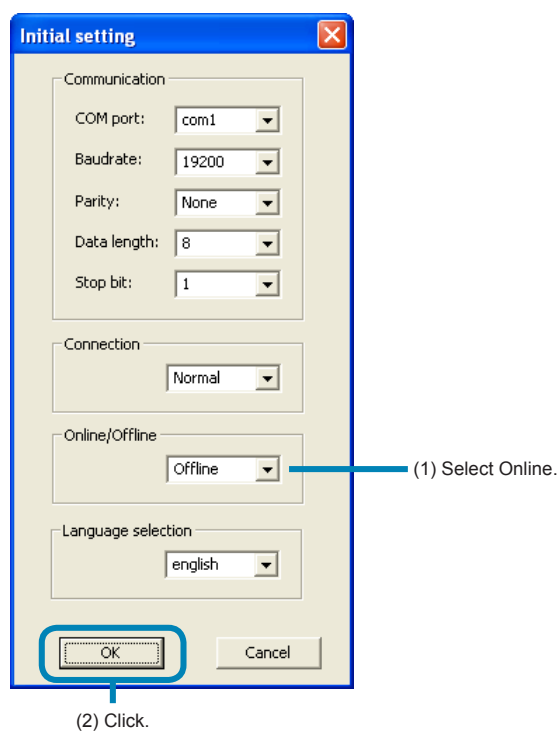 Initial setting
Communication
COM port: com1
Baudrate: 19200
Parity: None
Data length: 8
Stop bit: 1
Connection
Normal
Online/Offline
Offline
(1) Select Online.
Language selection
english
OK Cancel
(2) Click.